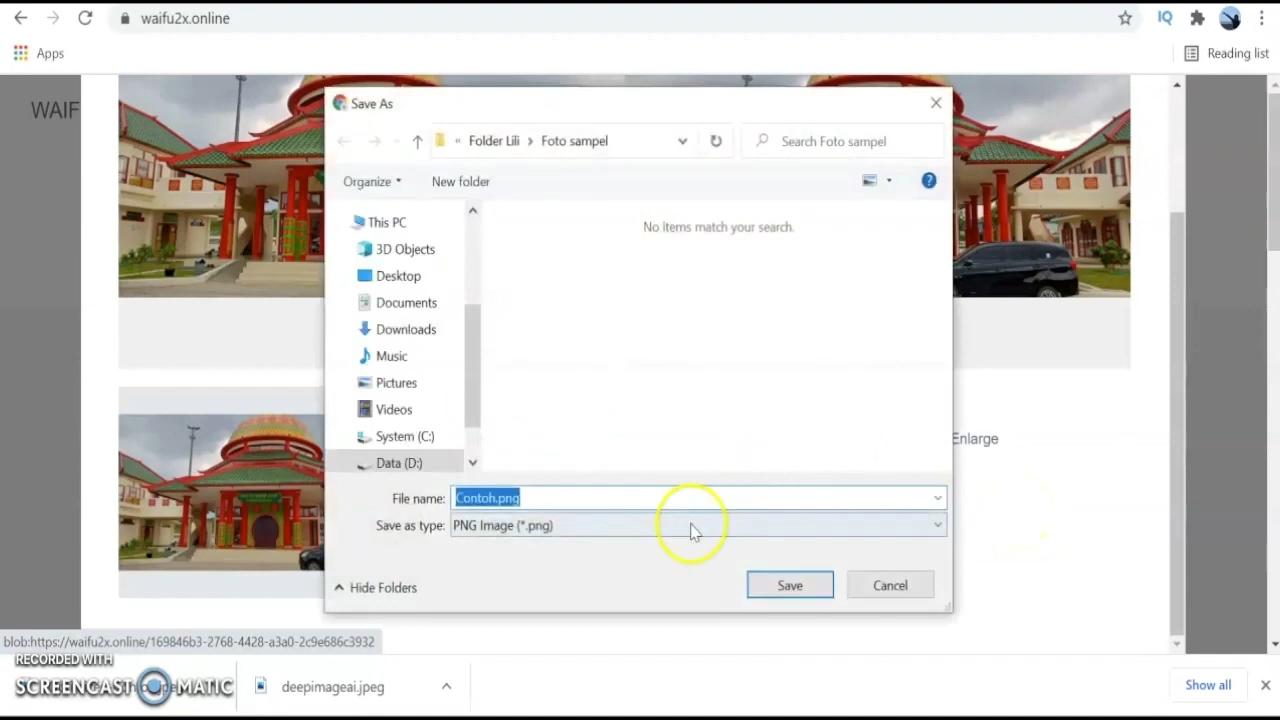 waifu2x.online
IQ
Apps
Reading list
WAIF
Save As
« Folder Lili › Foto sampel
Search Foto sampel
Organize
New folder
?
This PC
No items match your search.
3D Objects
Desktop
Documents
Downloads
Music
Pictures
Videos
System (C:)
Enlarge
Data (D:)
File name: Contoh.png
Save as type: PNG Image (*.png)
Hide Folders
Save
Cancel
blob:https://waifu2x.online/169846b3-2768-4428-a3a0-2c9e686c3932
RECORDED WITH
SCREENCAST MATIC
deepimageai.jpeg
Show all